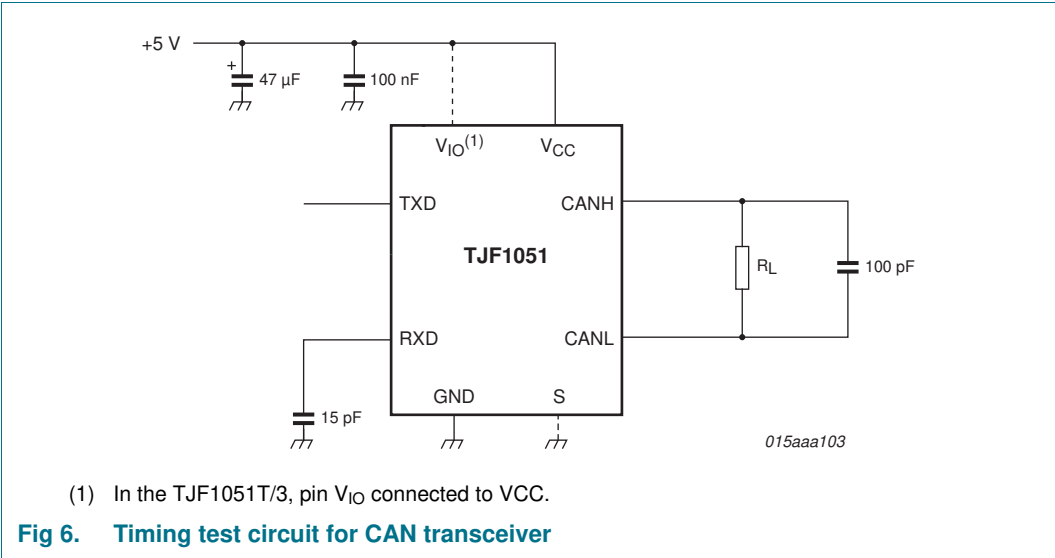 +5 V
+
47 µF
100 nF
VIO(1)
VCC
TXD
CANH
TJF1051
RL
100 pF
RXD
CANL
GND
S
15 pF
015aaa103
(1) In the TJF1051T/3, pin VIO connected to VCC.
Fig 6. Timing test circuit for CAN transceiver